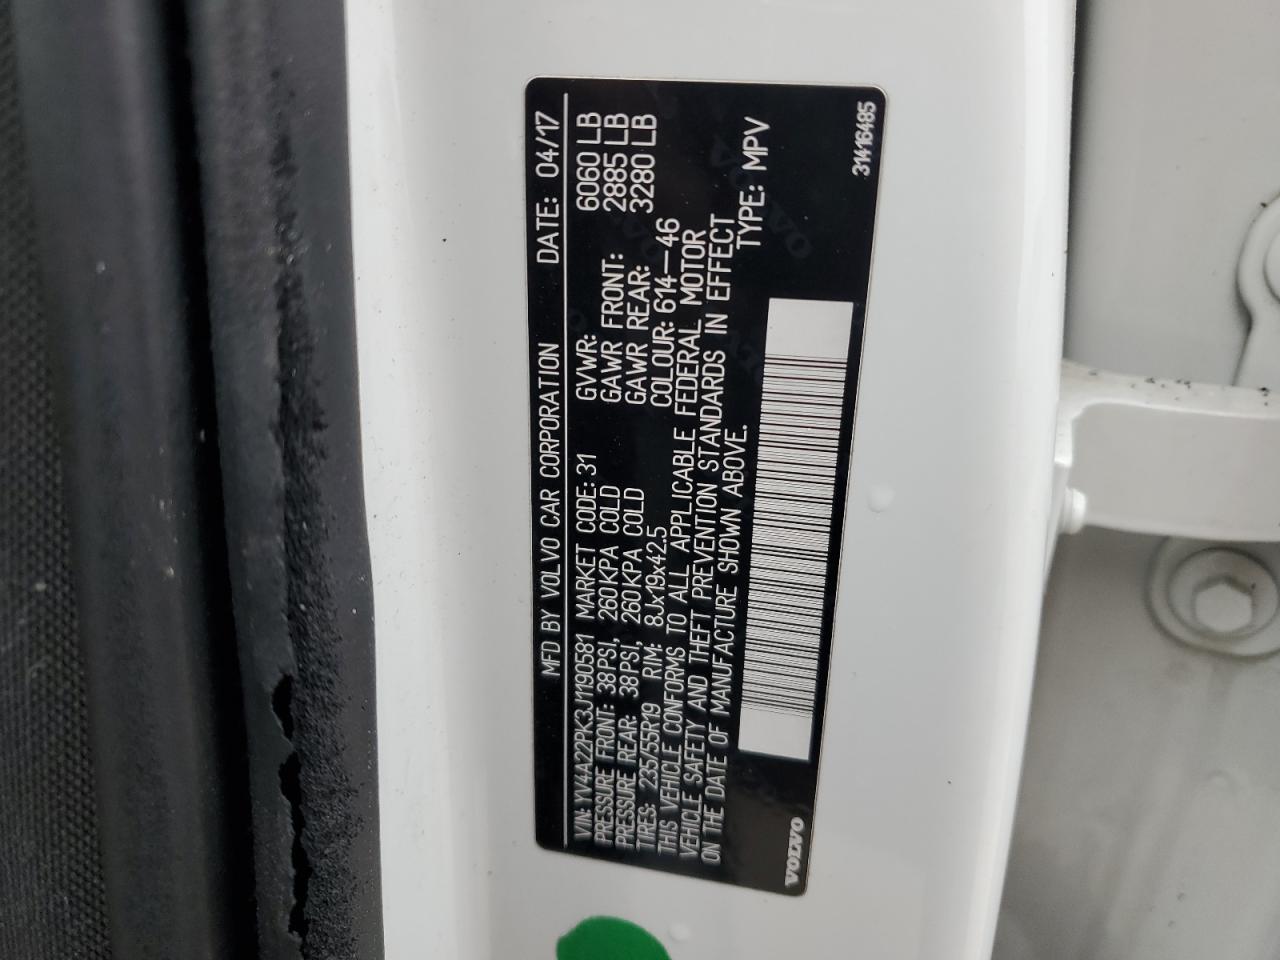 MFD BY VOLVO CAR CORPORATION DATE: 04/17
VIN: YV4A22PK3J1190581 MARKET CODE: 31 GVWR: 6060 LB
PRESSURE FRONT: 38PSI, 260KPA COLD GAWR FRONT: 2885 LB
PRESSURE REAR: 38PSI, 260KPA COLD GAWR REAR: 3280 LB
TIRES: 235/55R19 RIM: 8Jx19x42.5 COLOUR: 614-46
THIS VEHICLE CONFORMS TO ALL APPLICABLE FEDERAL MOTOR
VEHICLE SAFETY AND THEFT PREVENTION STANDARDS IN EFFECT
ON THE DATE OF MANUFACTURE SHOWN ABOVE. TYPE: MPV
VOLVO 31416485